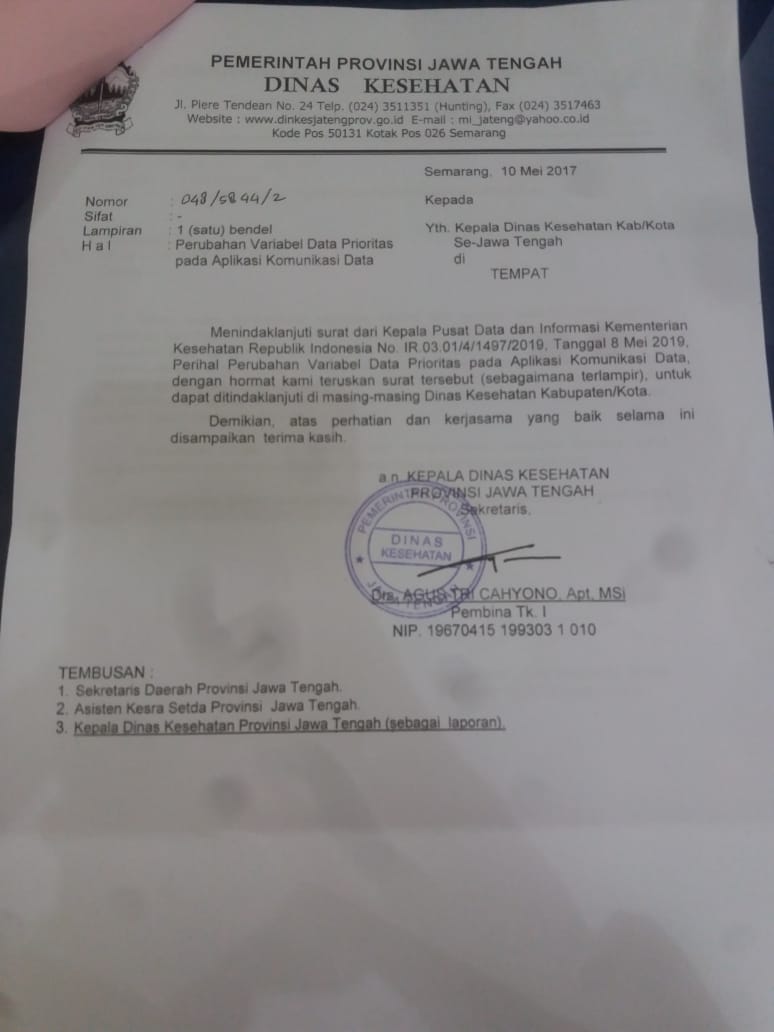 PEMERINTAH PROVINSI JAWA TENGAH
DINAS KESEHATAN
Jl. Piere Tendean No. 24 Telp. (024) 3511351 (Hunting), Fax (024) 3517463
Website : www.dinkesjatengprov.go.id E-mail : mi_jateng@yahoo.co.id
Kode Pos 50131 Kotak Pos 026 Semarang
Semarang, 10 Mei 2017
Nomor : 048/5844/2
Sifat : -
Lampiran : 1 (satu) bendel
H a l : Perubahan Variabel Data Prioritas
pada Aplikasi Komunikasi Data
Kepada
Yth. Kepala Dinas Kesehatan Kab/Kota
Se-Jawa Tengah
di
TEMPAT
Menindaklanjuti surat dari Kepala Pusat Data dan Informasi Kementerian
Kesehatan Republik Indonesia No. IR.03.01/4/1497/2019, Tanggal 8 Mei 2019,
Perihal Perubahan Variabel Data Prioritas pada Aplikasi Komunikasi Data,
dengan hormat kami teruskan surat tersebut (sebagaimana terlampir), untuk
dapat ditindaklanjuti di masing-masing Dinas Kesehatan Kabupaten/Kota.
Demikian, atas perhatian dan kerjasama yang baik selama ini
disampaikan terima kasih.
a.n. KEPALA DINAS KESEHATAN
PROVINSI JAWA TENGAH
Sekretaris,
PEMERINTAH PROVINSI
DINAS
KESEHATAN
JAWA TENGAH
Drs. AGUS TRI CAHYONO, Apt, MSi
Pembina Tk. I
NIP. 19670415 199303 1 010
TEMBUSAN :
1. Sekretaris Daerah Provinsi Jawa Tengah.
2. Asisten Kesra Setda Provinsi Jawa Tengah.
3. Kepala Dinas Kesehatan Provinsi Jawa Tengah (sebagai laporan).